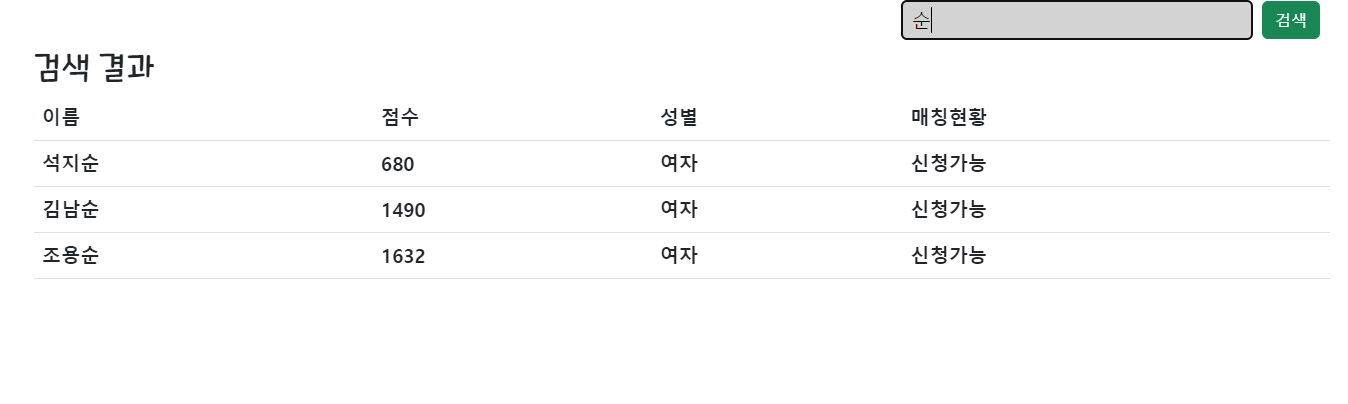 순 검색
검색 결과
이름 점수 성별 매칭현황
석지순 680 여자 신청가능
김남순 1490 여자 신청가능
조용순 1632 여자 신청가능